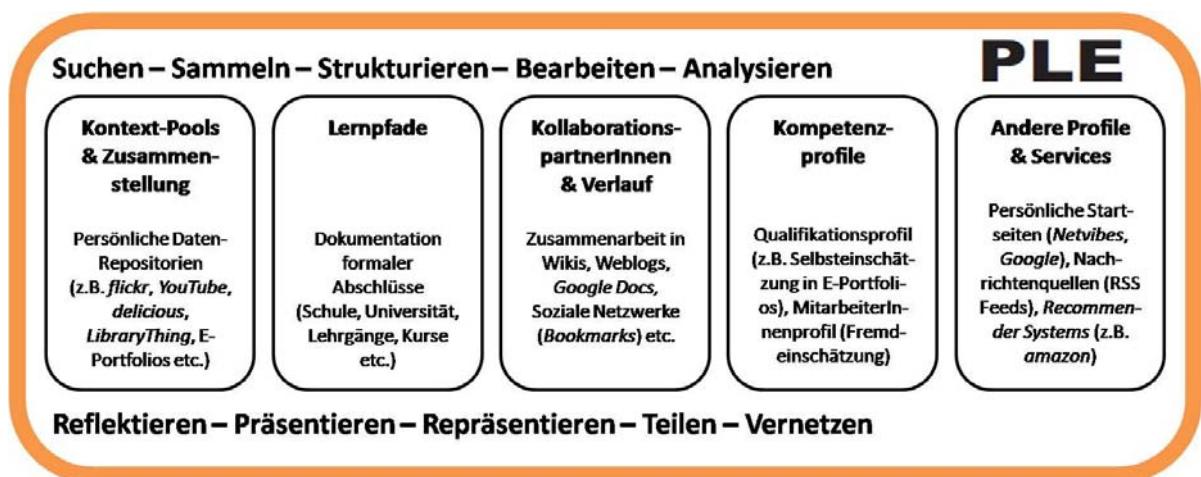 Suchen – Sammeln – Strukturieren – Bearbeiten – Analysieren
PLE
Kontext-Pools
& Zusammen-
stellung
Persönliche Daten-
Repositorien
(z.B. flickr, YouTube,
delicious,
LibraryThing, E-
Portfolios etc.)
Lernpfade
Dokumentation
formaler
Abschlüsse
(Schule, Universität,
Lehrgänge, Kurse
etc.)
Kollaborations-
partnerInnen
& Verlauf
Zusammenarbeit in
Wikis, Weblogs,
Google Docs,
Soziale Netzwerke
(Bookmarks) etc.
Kompetenz-
profile
Qualifikationsprofil
(z.B. Selbsteinschät-
zung in E-Portfoli-
os), MitarbeiterIn-
nenprofil (Fremd-
einschätzung)
Andere Profile
& Services
Persönliche Start-
seiten (Netvibes,
Google), Nach-
richtenquellen (RSS
Feeds), Recommen-
der Systems (z.B.
amazon)
Reflektieren – Präsentieren – Repräsentieren – Teilen – Vernetzen